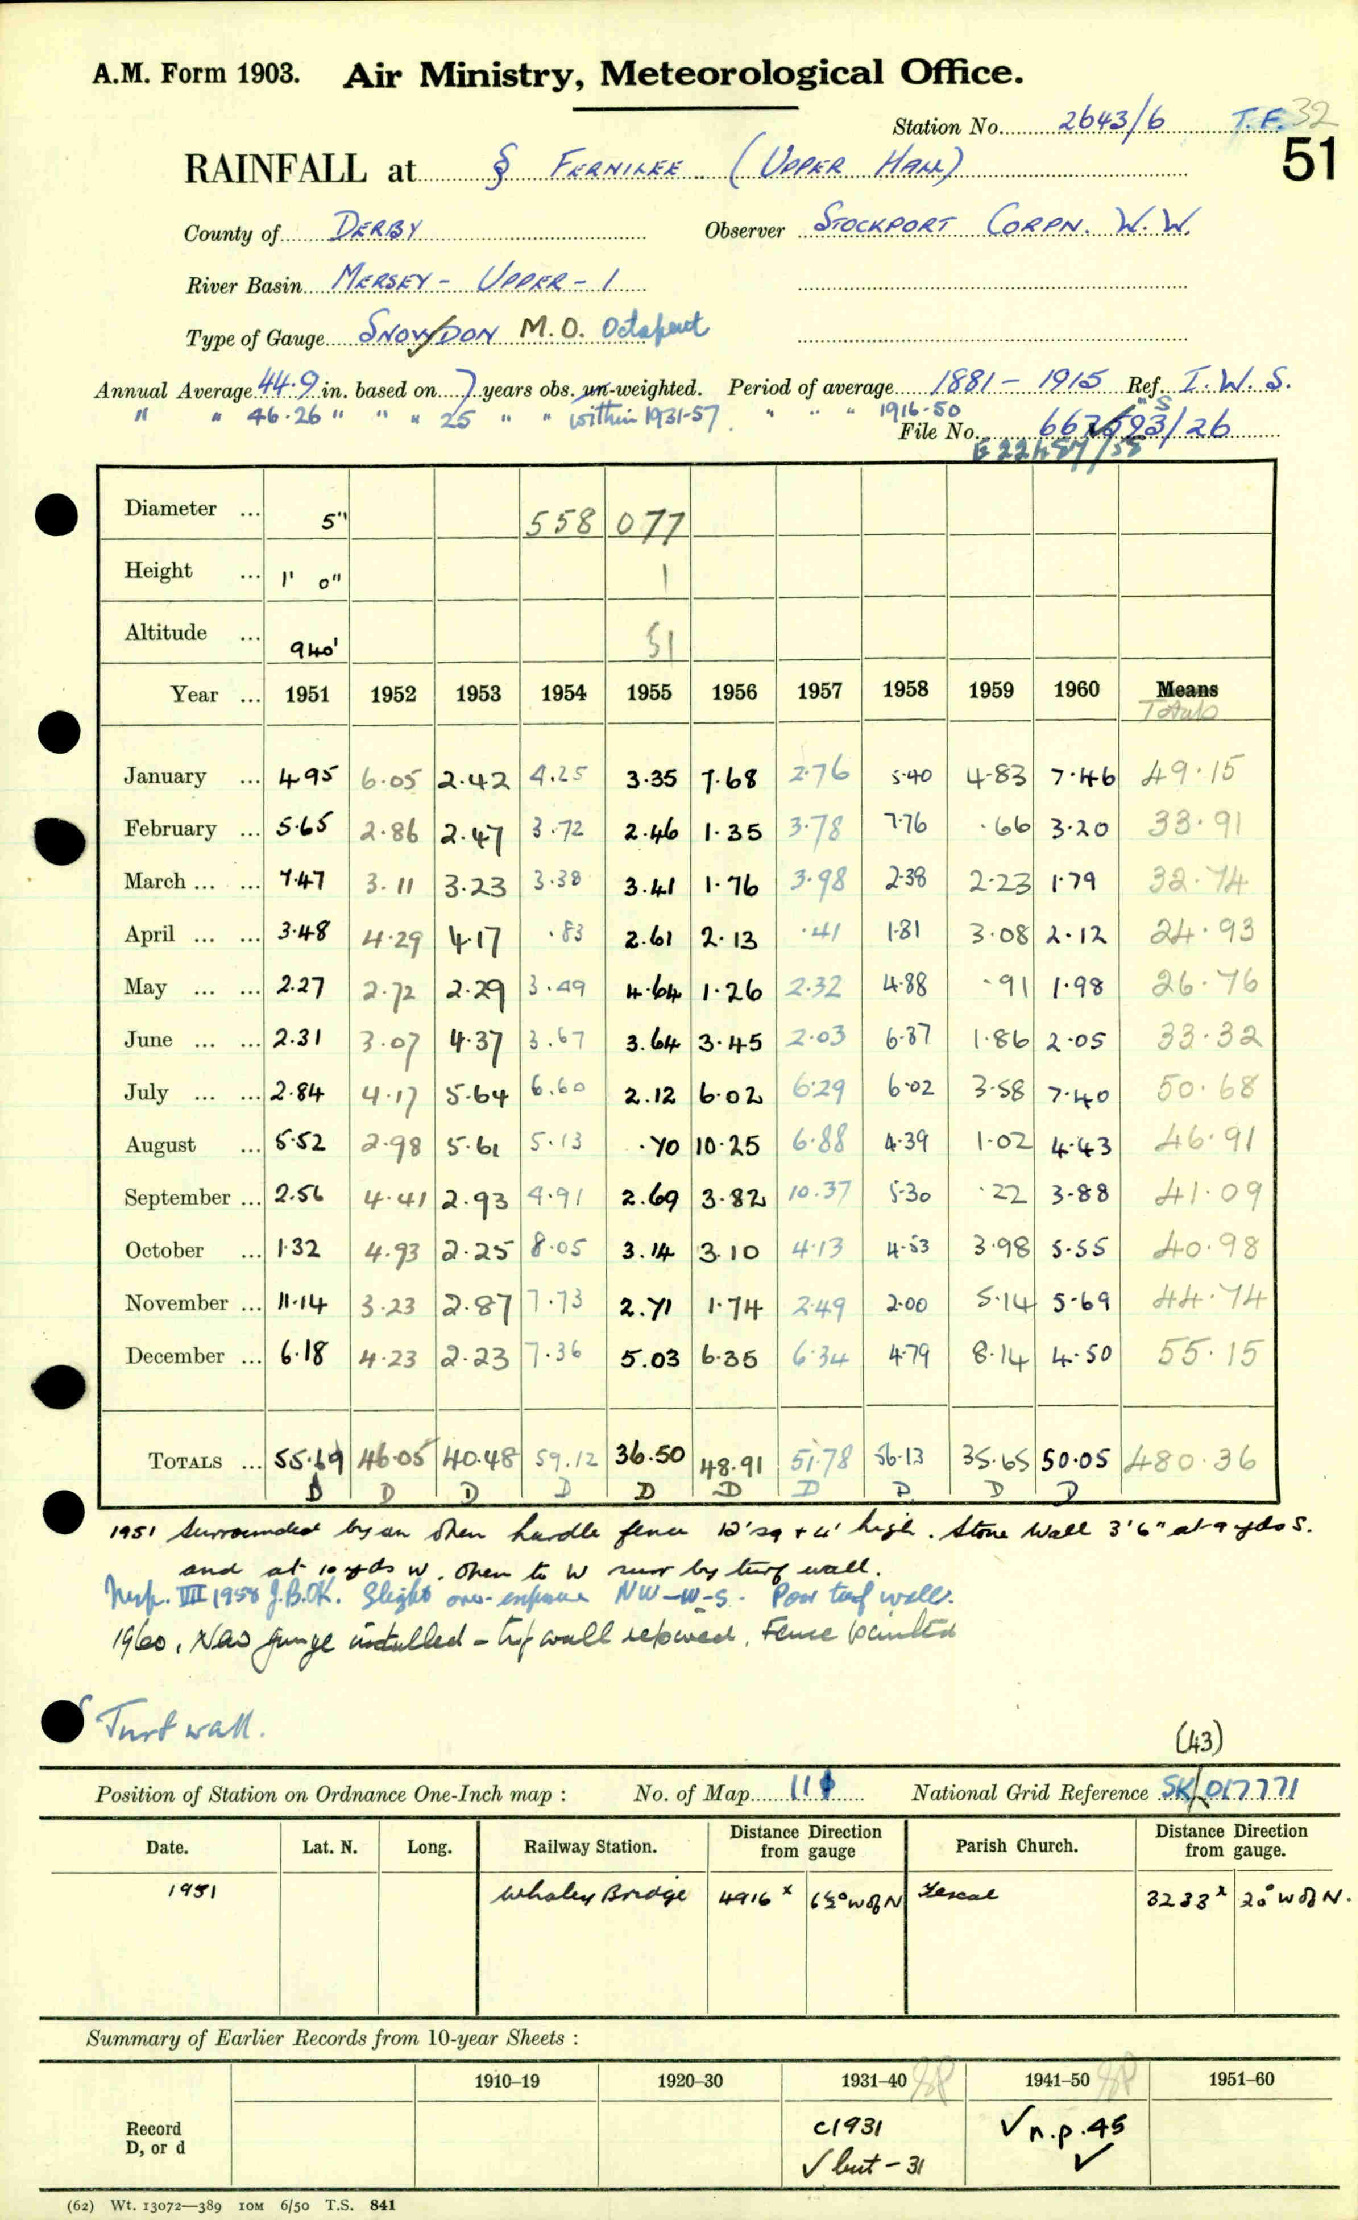 A.M. Form 1903. Air Ministry, Meteorological Office.
Station No. 2643/6 T.F. 32
51
RAINFALL at § FERNILEE (UPPER HALL)
County of DERBY Observer STOCKPORT CORPN. W.W.
River Basin MERSEY - UPPER - 1
Type of Gauge SNOWDON M.O. Octapent
Annual Average 44.9 in. based on 7 years obs. un-weighted. Period of average 1881 - 1915 Ref. I.W.S.
" " 46.26 " " " 25 " " within 1931-57. " " " 1916-50 "S
File No. /26
Diameter ... 5" 558 077
Height ... 1' 0" 1
Altitude ... 940' 51
Year ... 1951 1952 1953 1954 1955 1956 1957 1958 1959 1960 Means
Totals
January ... 4.95 6.05 2.42 4.25 3.35 7.68 2.76 5.40 4.83 7.46 49.15
February ... 5.65 2.86 2.47 3.72 2.46 1.35 3.78 7.76 .66 3.20 33.91
March ... ... 7.47 3.11 3.23 3.38 3.41 1.76 3.98 2.38 2.23 1.79 32.74
April ... ... 3.48 4.29 4.17 .83 2.61 2.13 .41 1.81 3.08 2.12 24.93
May ... ... 2.27 2.72 2.29 3.49 4.64 1.26 2.32 4.88 .91 1.98 26.76
June ... ... 2.31 3.07 4.37 3.67 3.64 3.45 2.03 6.87 1.86 2.05 33.32
July ... ... 2.84 4.17 5.64 6.60 2.12 6.02 6.29 6.02 3.58 7.40 50.68
August ... 5.52 2.98 5.61 5.13 .70 10.25 6.88 4.39 1.02 4.43 46.91
September ... 2.56 4.41 2.93 4.91 2.69 3.82 10.37 5.30 .22 3.88 41.09
October ... 1.32 4.93 2.25 8.05 3.14 3.10 4.13 4.53 3.98 5.55 40.98
November ... 11.14 3.23 2.87 7.73 2.71 1.74 2.49 2.00 5.14 5.69 44.74
December ... 6.18 4.23 2.23 7.36 5.03 6.35 6.34 4.79 8.14 4.50 55.15
TOTALS ... 55.69 46.05 40.48 59.12 36.50 48.91 51.78 56.13 35.65 50.05 480.36
D D D D D D D D D D
1951 Surrounded by an open hurdle fence 12' sq + 4' high. Stone Wall 3'6" at 9 yds S.
and at 10 yds W. Open to W surr by turf wall.
Insp. VIII 1958 J.B. OK. Slight over-exposure NW-W-S. Poor turf wall.
1960, New gauge installed - turf wall repaired. Fence painted
Turf wall.
(43)
Position of Station on Ordnance One-Inch map : No. of Map 11 National Grid Reference SK/017771
Date. Lat. N. Long. Railway Station. Distance from gauge Direction Parish Church. Distance from gauge. Direction
1951 Whaley Bridge 4916 x 6½° W of N 3233 x 20° W of N.
Summary of Earlier Records from 10-year Sheets :
1910–19 1920–30 1931–40 1941–50 1951–60
Record
D, or d
c1931 ✓ n.p. 45
✓ but - 31 ✓
(62) Wt. 13072—389 10M 6/50 T.S. 841